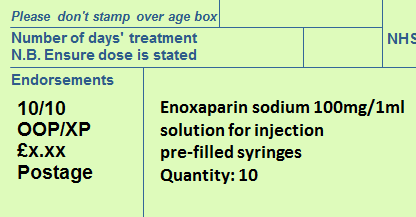 Please don't stamp over age box
Number of days' treatment
N.B. Ensure dose is stated
NHS
Endorsements
10/10
OOP/XP
£x.xx
Postage
Enoxaparin sodium 100mg/1ml
solution for injection
pre-filled syringes
Quantity: 10